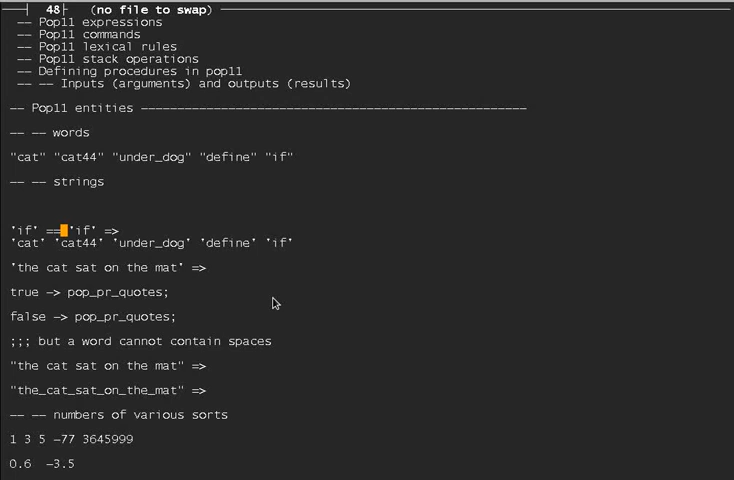 48 (no file to swap)
-- Pop11 expressions
-- Pop11 commands
-- Pop11 lexical rules
-- Pop11 stack operations
-- Defining procedures in pop11
-- -- Inputs (arguments) and outputs (results)
-- Pop11 entities -----------------------------------------------------
-- -- words
"cat" "cat44" "under_dog" "define" "if"
-- -- strings
'if' == 'if' =>
'cat' 'cat44' 'under_dog' 'define' 'if'
'the cat sat on the mat' =>
true -> pop_pr_quotes;
false -> pop_pr_quotes;
;;; but a word cannot contain spaces
"the cat sat on the mat" =>
"the_cat_sat_on_the_mat" =>
-- -- numbers of various sorts
1 3 5 -77 3645999
0.6 -3.5